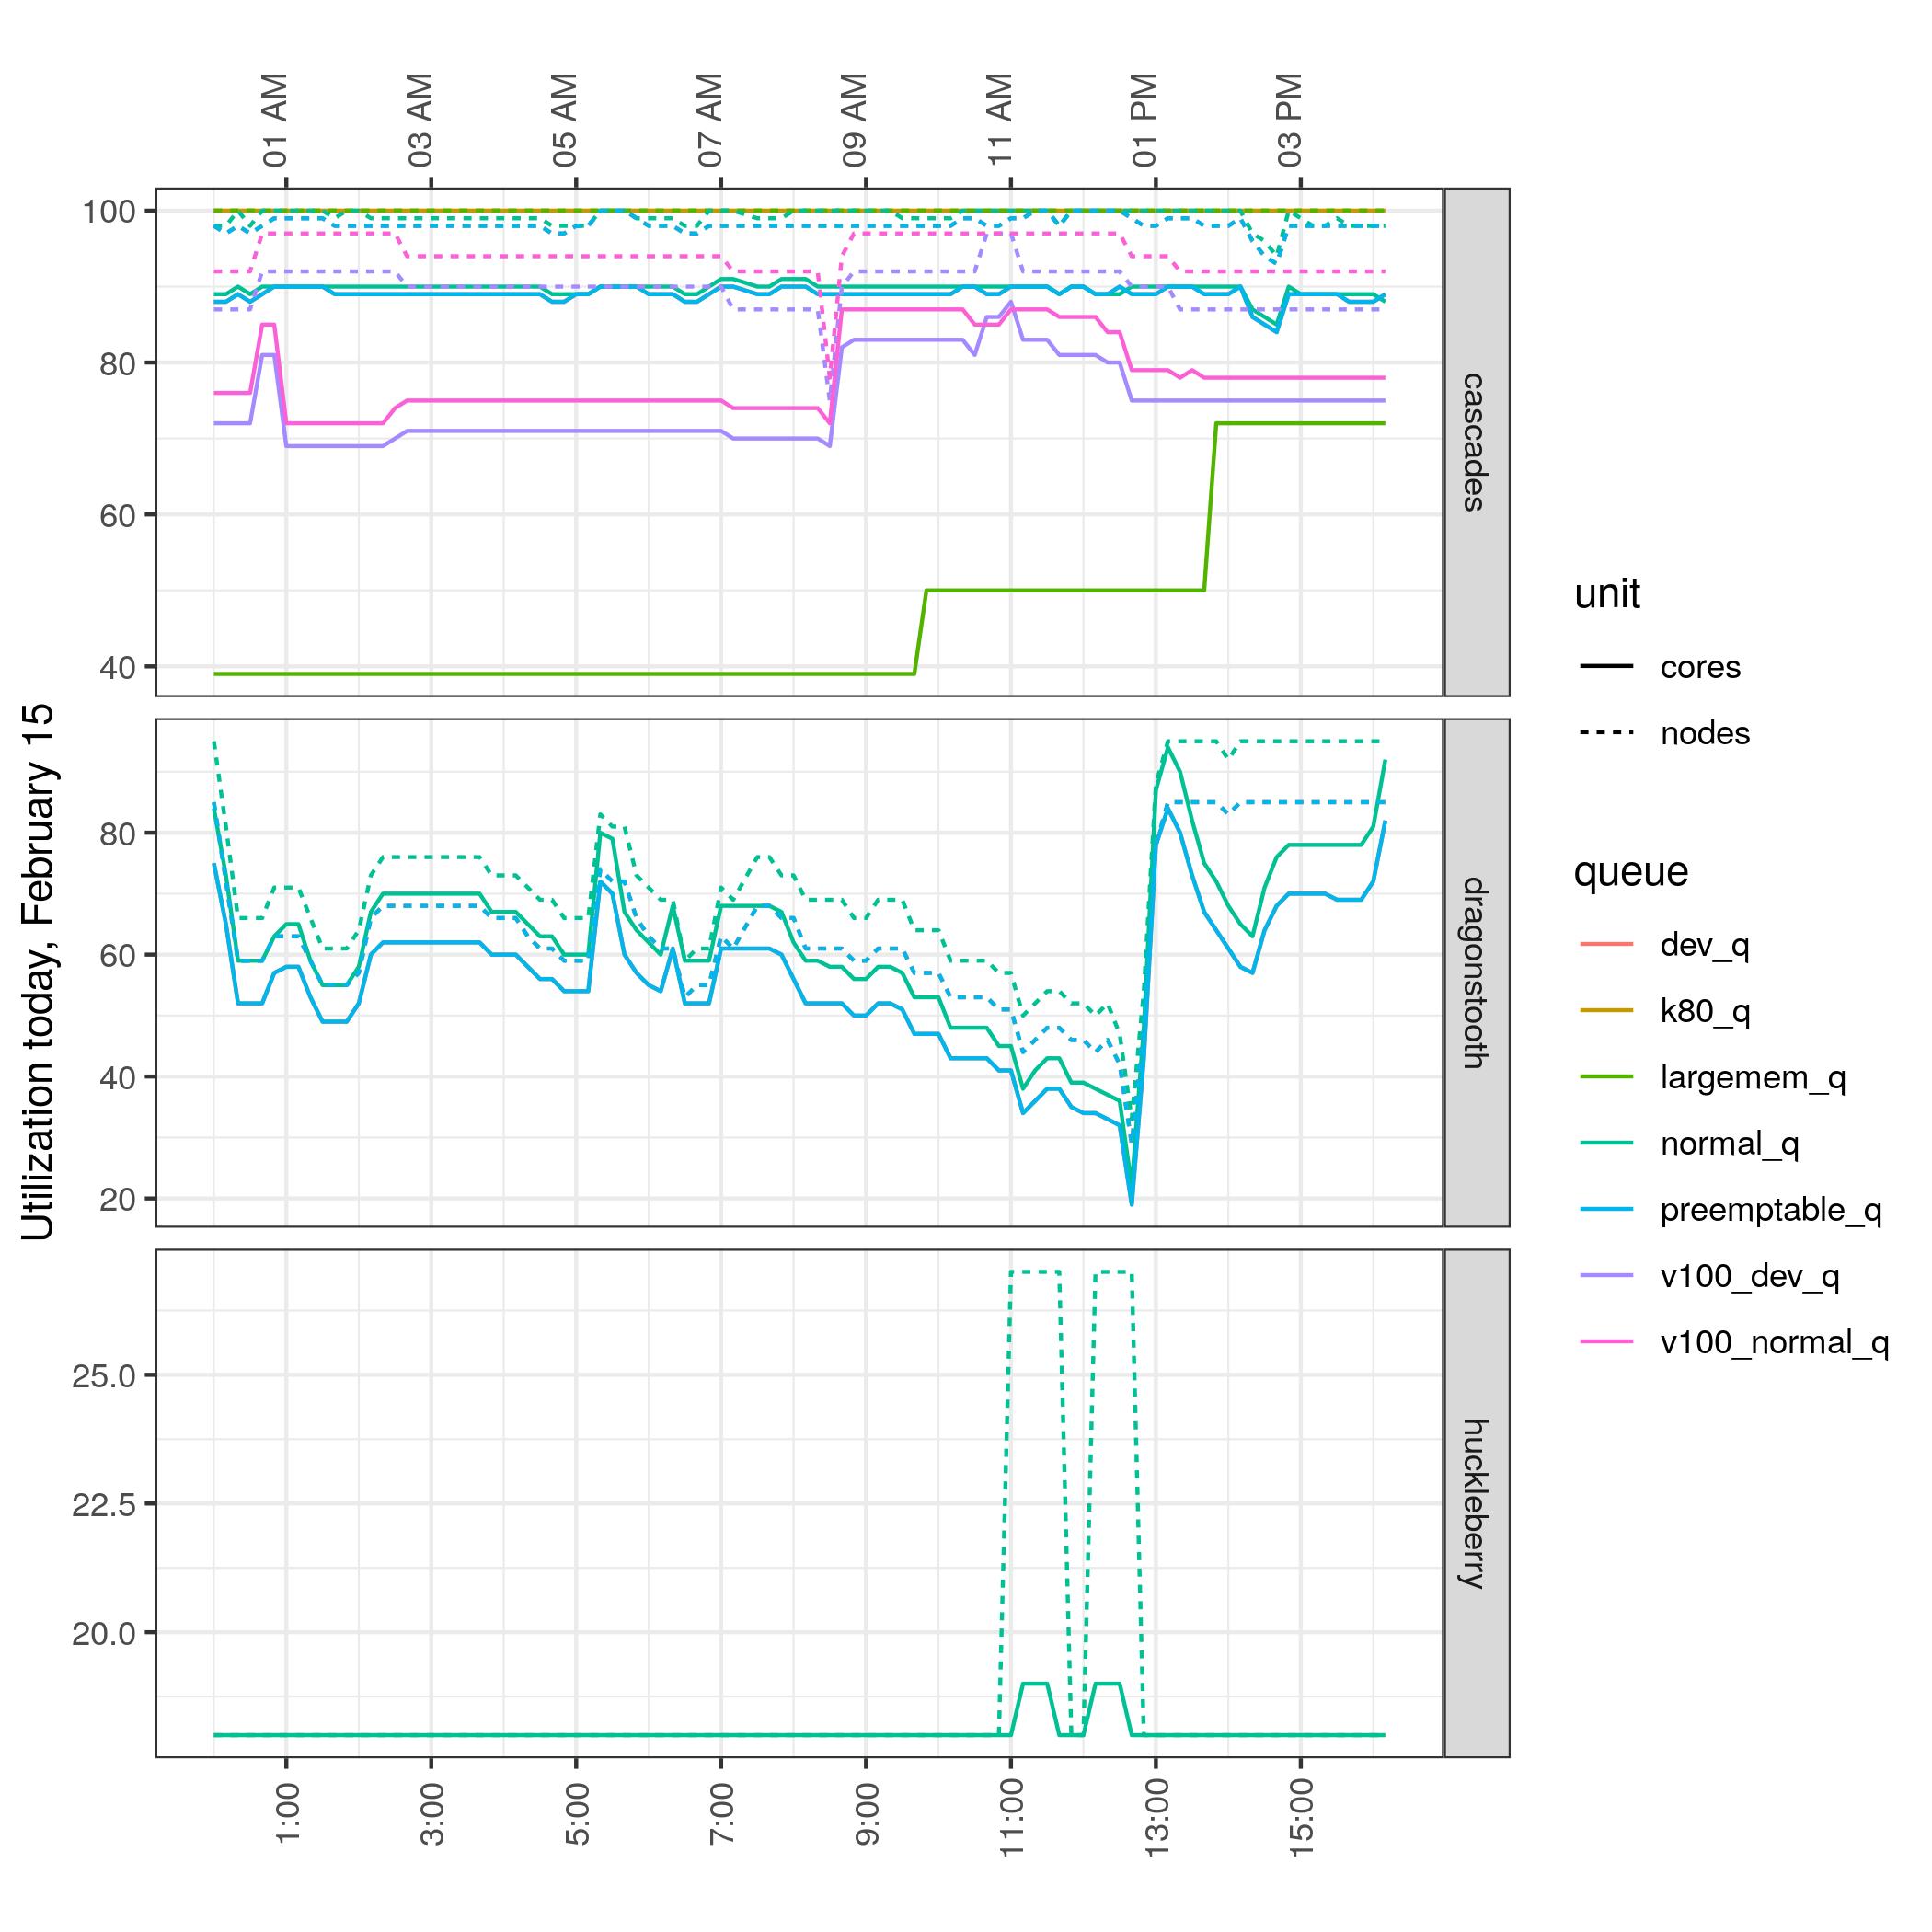 01 AM
03 AM
05 AM
07 AM
09 AM
11 AM
01 PM
03 PM
Utilization today, February 15
100
80
60
40
cascades
80
60
40
20
dragonstooth
25.0
22.5
20.0
huckleberry
1:00
3:00
5:00
7:00
9:00
11:00
13:00
15:00
unit
cores
nodes
queue
dev_q
k80_q
largemem_q
normal_q
preemptable_q
v100_dev_q
v100_normal_q